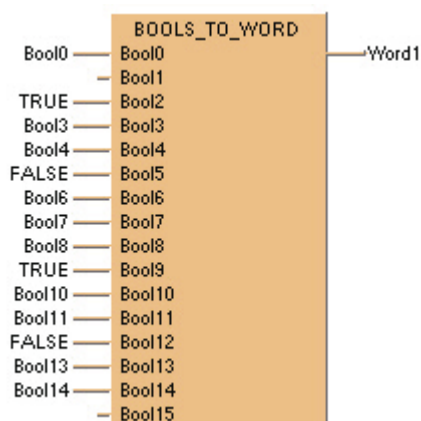 BOOLS_TO_WORD
Bool0 Bool0 Word1
Bool1
TRUE Bool2
Bool3 Bool3
Bool4 Bool4
FALSE Bool5
Bool6 Bool6
Bool7 Bool7
Bool8 Bool8
TRUE Bool9
Bool10 Bool10
Bool11 Bool11
FALSE Bool12
Bool13 Bool13
Bool14 Bool14
Bool15